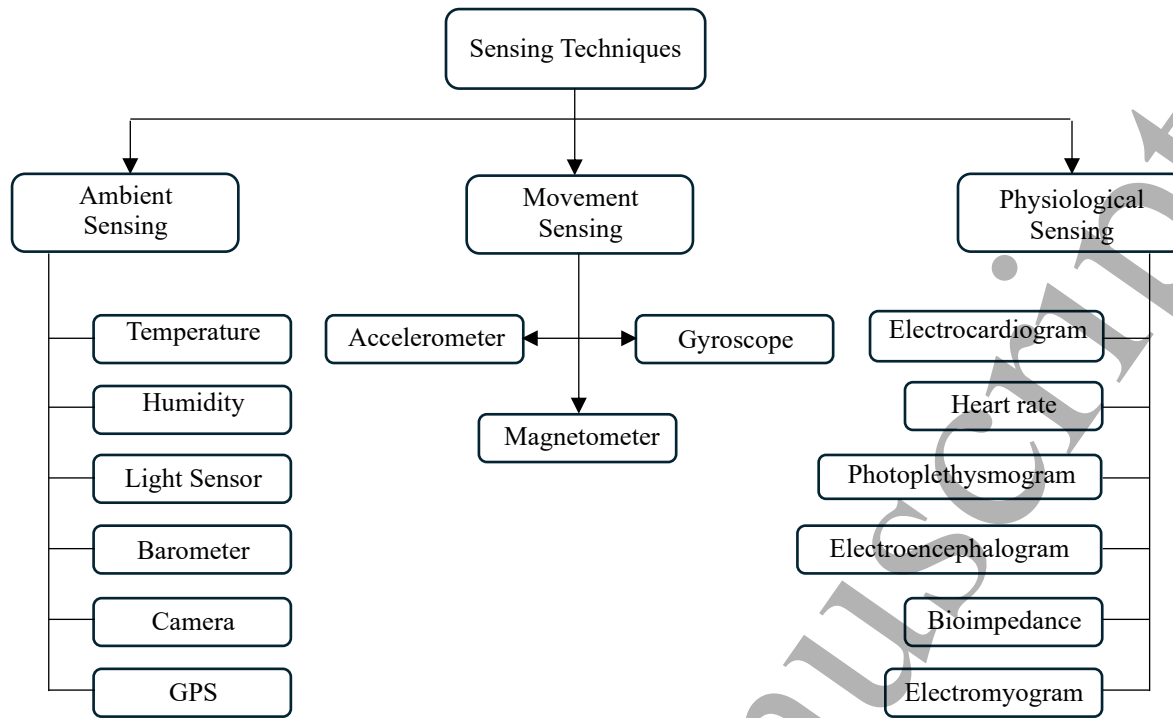 Sensing Techniques
Ambient
Sensing
Movement
Sensing
Physiological
Sensing
Temperature
Humidity
Light Sensor
Barometer
Camera
GPS
Accelerometer
Gyroscope
Magnetometer
Electrocardiogram
Heart rate
Photoplethysmogram
Electroencephalogram
Bioimpedance
Electromyogram